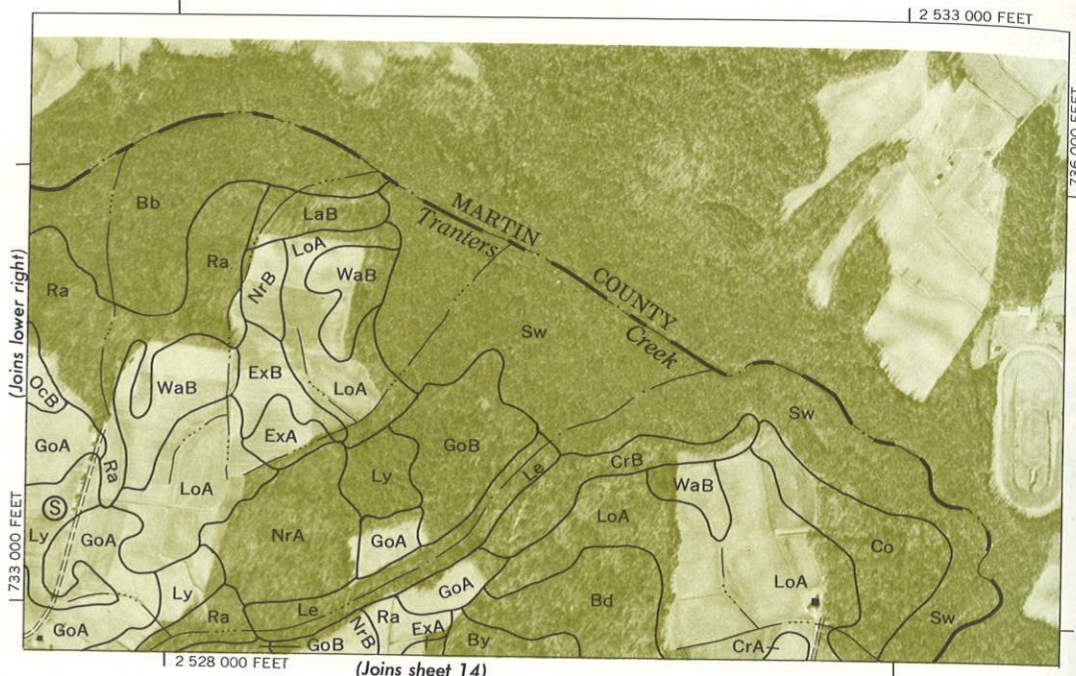 2 533 000 FEET
736 000 FEET
(Joins lower right)
733 000 FEET
2 528 000 FEET
(Joins sheet 14)
MARTIN COUNTY
Tranters Creek
Bb
LaB
LoA
Ra
WaB
NrB
Ra
Sw
OcB
WaB
ExB
LoA
Sw
GoA
ExA
GoB
Ra
Ly
Le
CrB
WaB
LoA
S
LoA
Ly
GoA
NrA
GoA
Co
Ly
GoA
LoA
Bd
Ra
Le
Ra
Sw
GoA
GoB
NrB
ExA
By
CrA